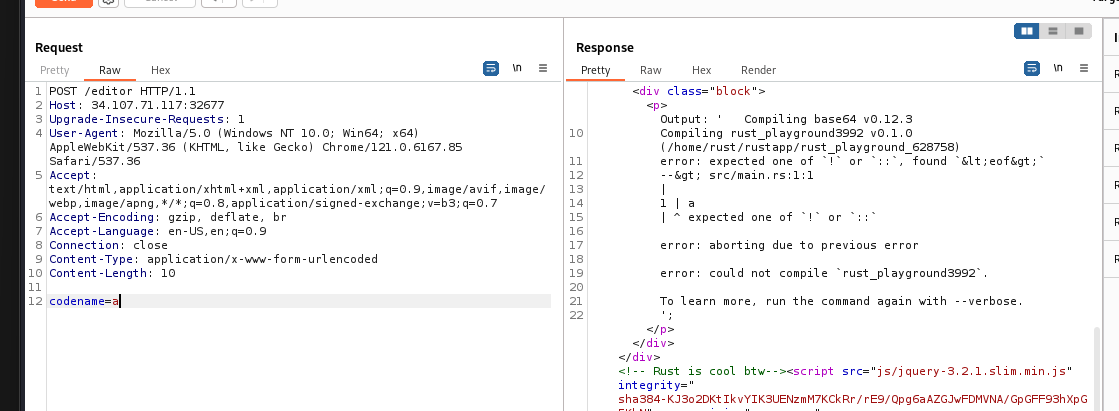 Request
Response
Pretty Raw Hex
\n
Pretty Raw Hex Render
\n
1 POST /editor HTTP/1.1
2 Host: 34.107.71.117:32677
3 Upgrade-Insecure-Requests: 1
4 User-Agent: Mozilla/5.0 (Windows NT 10.0; Win64; x64)
AppleWebKit/537.36 (KHTML, like Gecko) Chrome/121.0.6167.85
Safari/537.36
5 Accept:
text/html,application/xhtml+xml,application/xml;q=0.9,image/avif,image/
webp,image/apng,*/*;q=0.8,application/signed-exchange;v=b3;q=0.7
6 Accept-Encoding: gzip, deflate, br
7 Accept-Language: en-US,en;q=0.9
8 Connection: close
9 Content-Type: application/x-www-form-urlencoded
10 Content-Length: 10
11
12 codename=a
<div class="block">
<p>
Output: '   Compiling base64 v0.12.3
10 Compiling rust_playground3992 v0.1.0
(/home/rust/rustapp/rust_playground_628758)
11 error: expected one of `!` or `::`, found `&lt;eof&gt;`
12 --&gt; src/main.rs:1:1
13 |
14 1 | a
15 | ^ expected one of `!` or `::`
16
17 error: aborting due to previous error
18
19 error: could not compile `rust_playground3992`.
20
21 To learn more, run the command again with --verbose.
22 ';
</p>
</div>
</div>
<!-- Rust is cool btw--><script src="js/jquery-3.2.1.slim.min.js"
integrity="
sha384-KJ3o2DKtIkvYIK3UENzmM7KCkRr/rE9/Qpg6aAZGJwFDMVNA/GpGFF93hXpG